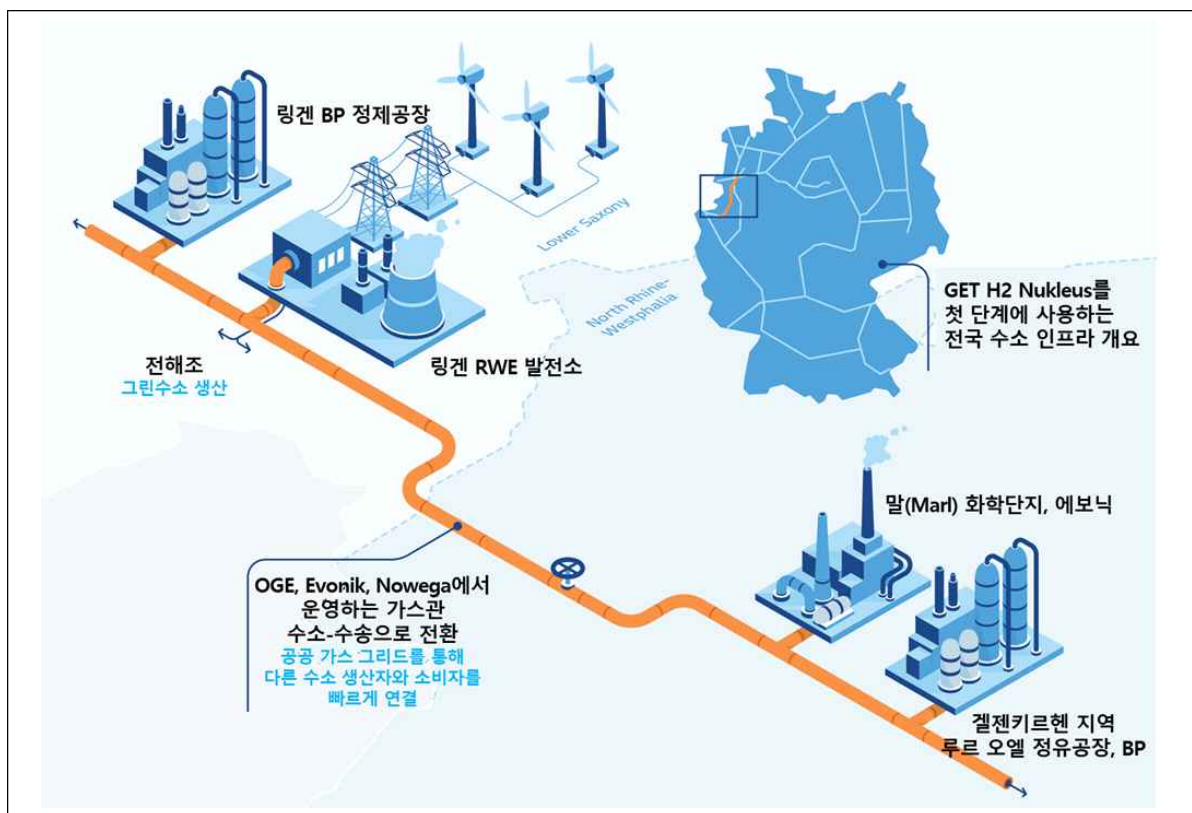 링겐 BP 정제공장
Lower Saxony
North Rhine-
Westphalia
GET H2 Nukleus를
첫 단계에 사용하는
전국 수소 인프라 개요
전해조
그린수소 생산
링겐 RWE 발전소
말(Marl) 화학단지, 에보닉
OGE, Evonik, Nowega에서
운영하는 가스관
수소-수송으로 전환
공공 가스 그리드를 통해
다른 수소 생산자와 소비자를
빠르게 연결
겔젠키르헨 지역
루르 오엘 정유공장, BP